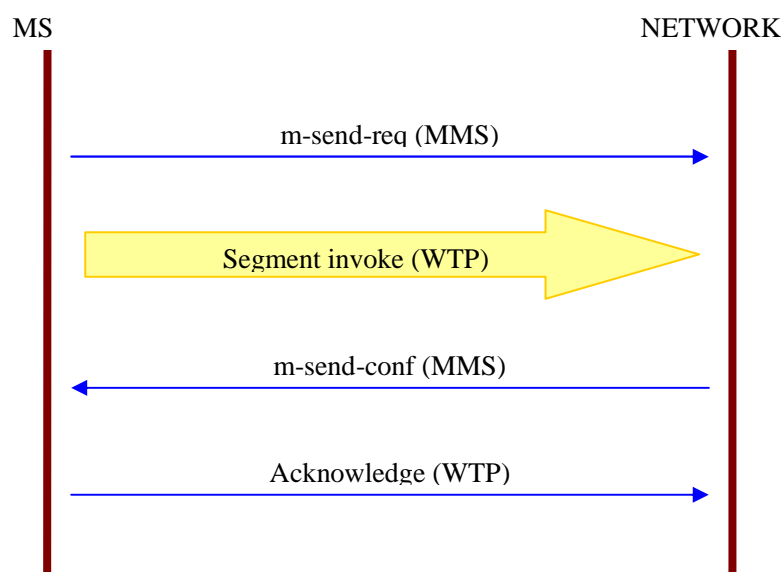 MS
NETWORK
m-send-req (MMS)
Segment invoke (WTP)
m-send-conf (MMS)
Acknowledge (WTP)